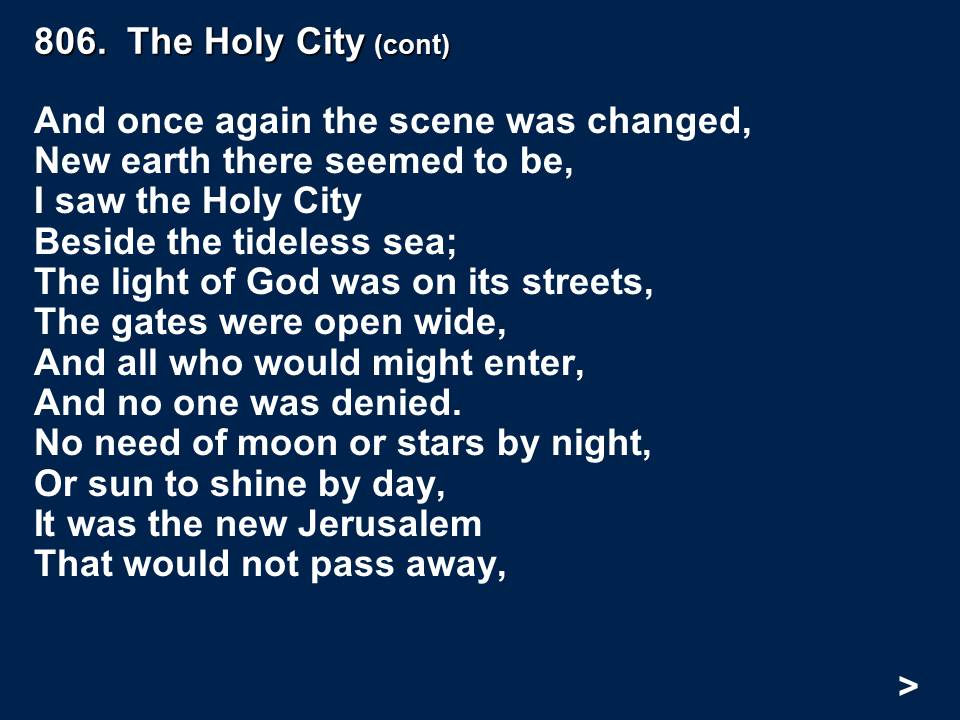 806.  The Holy City (cont)
And once again the scene was changed,
New earth there seemed to be,
I saw the Holy City
Beside the tideless sea;
The light of God was on its streets,
The gates were open wide,
And all who would might enter,
And no one was denied.
No need of moon or stars by night,
Or sun to shine by day,
It was the new Jerusalem
That would not pass away,
>